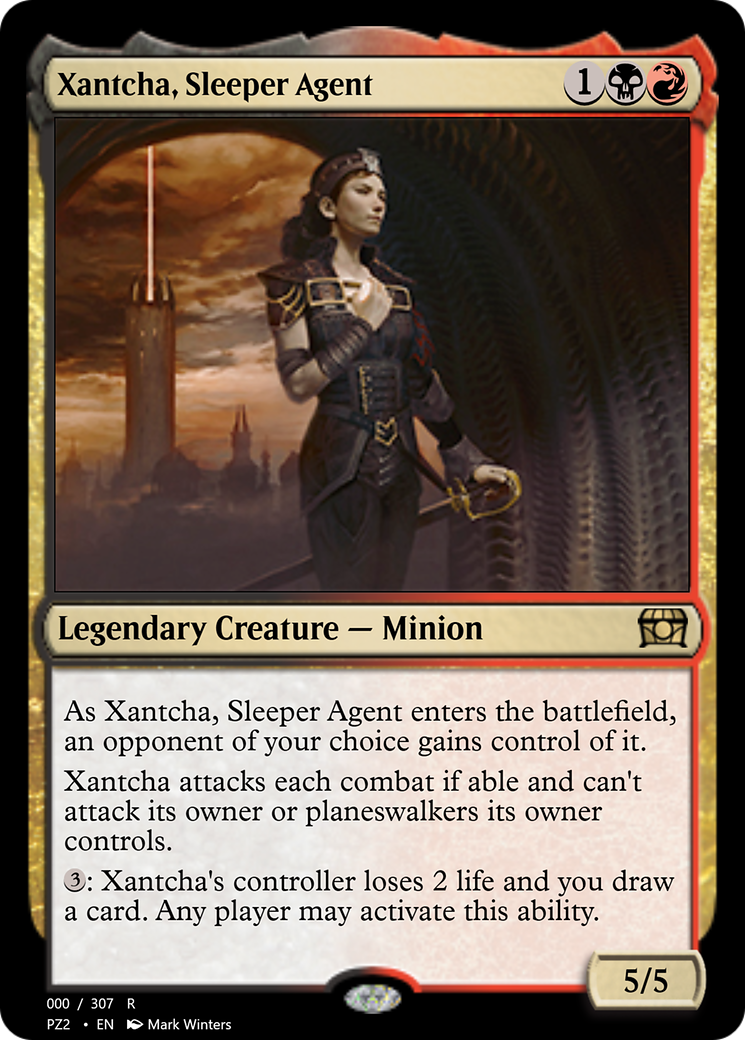 Xantcha, Sleeper Agent 1
Legendary Creature — Minion
As Xantcha, Sleeper Agent enters the battlefield,
an opponent of your choice gains control of it.
Xantcha attacks each combat if able and can't
attack its owner or planeswalkers its owner
controls.
3: Xantcha's controller loses 2 life and you draw
a card. Any player may activate this ability.
5/5
000 / 307 R
PZ2 • EN Mark Winters